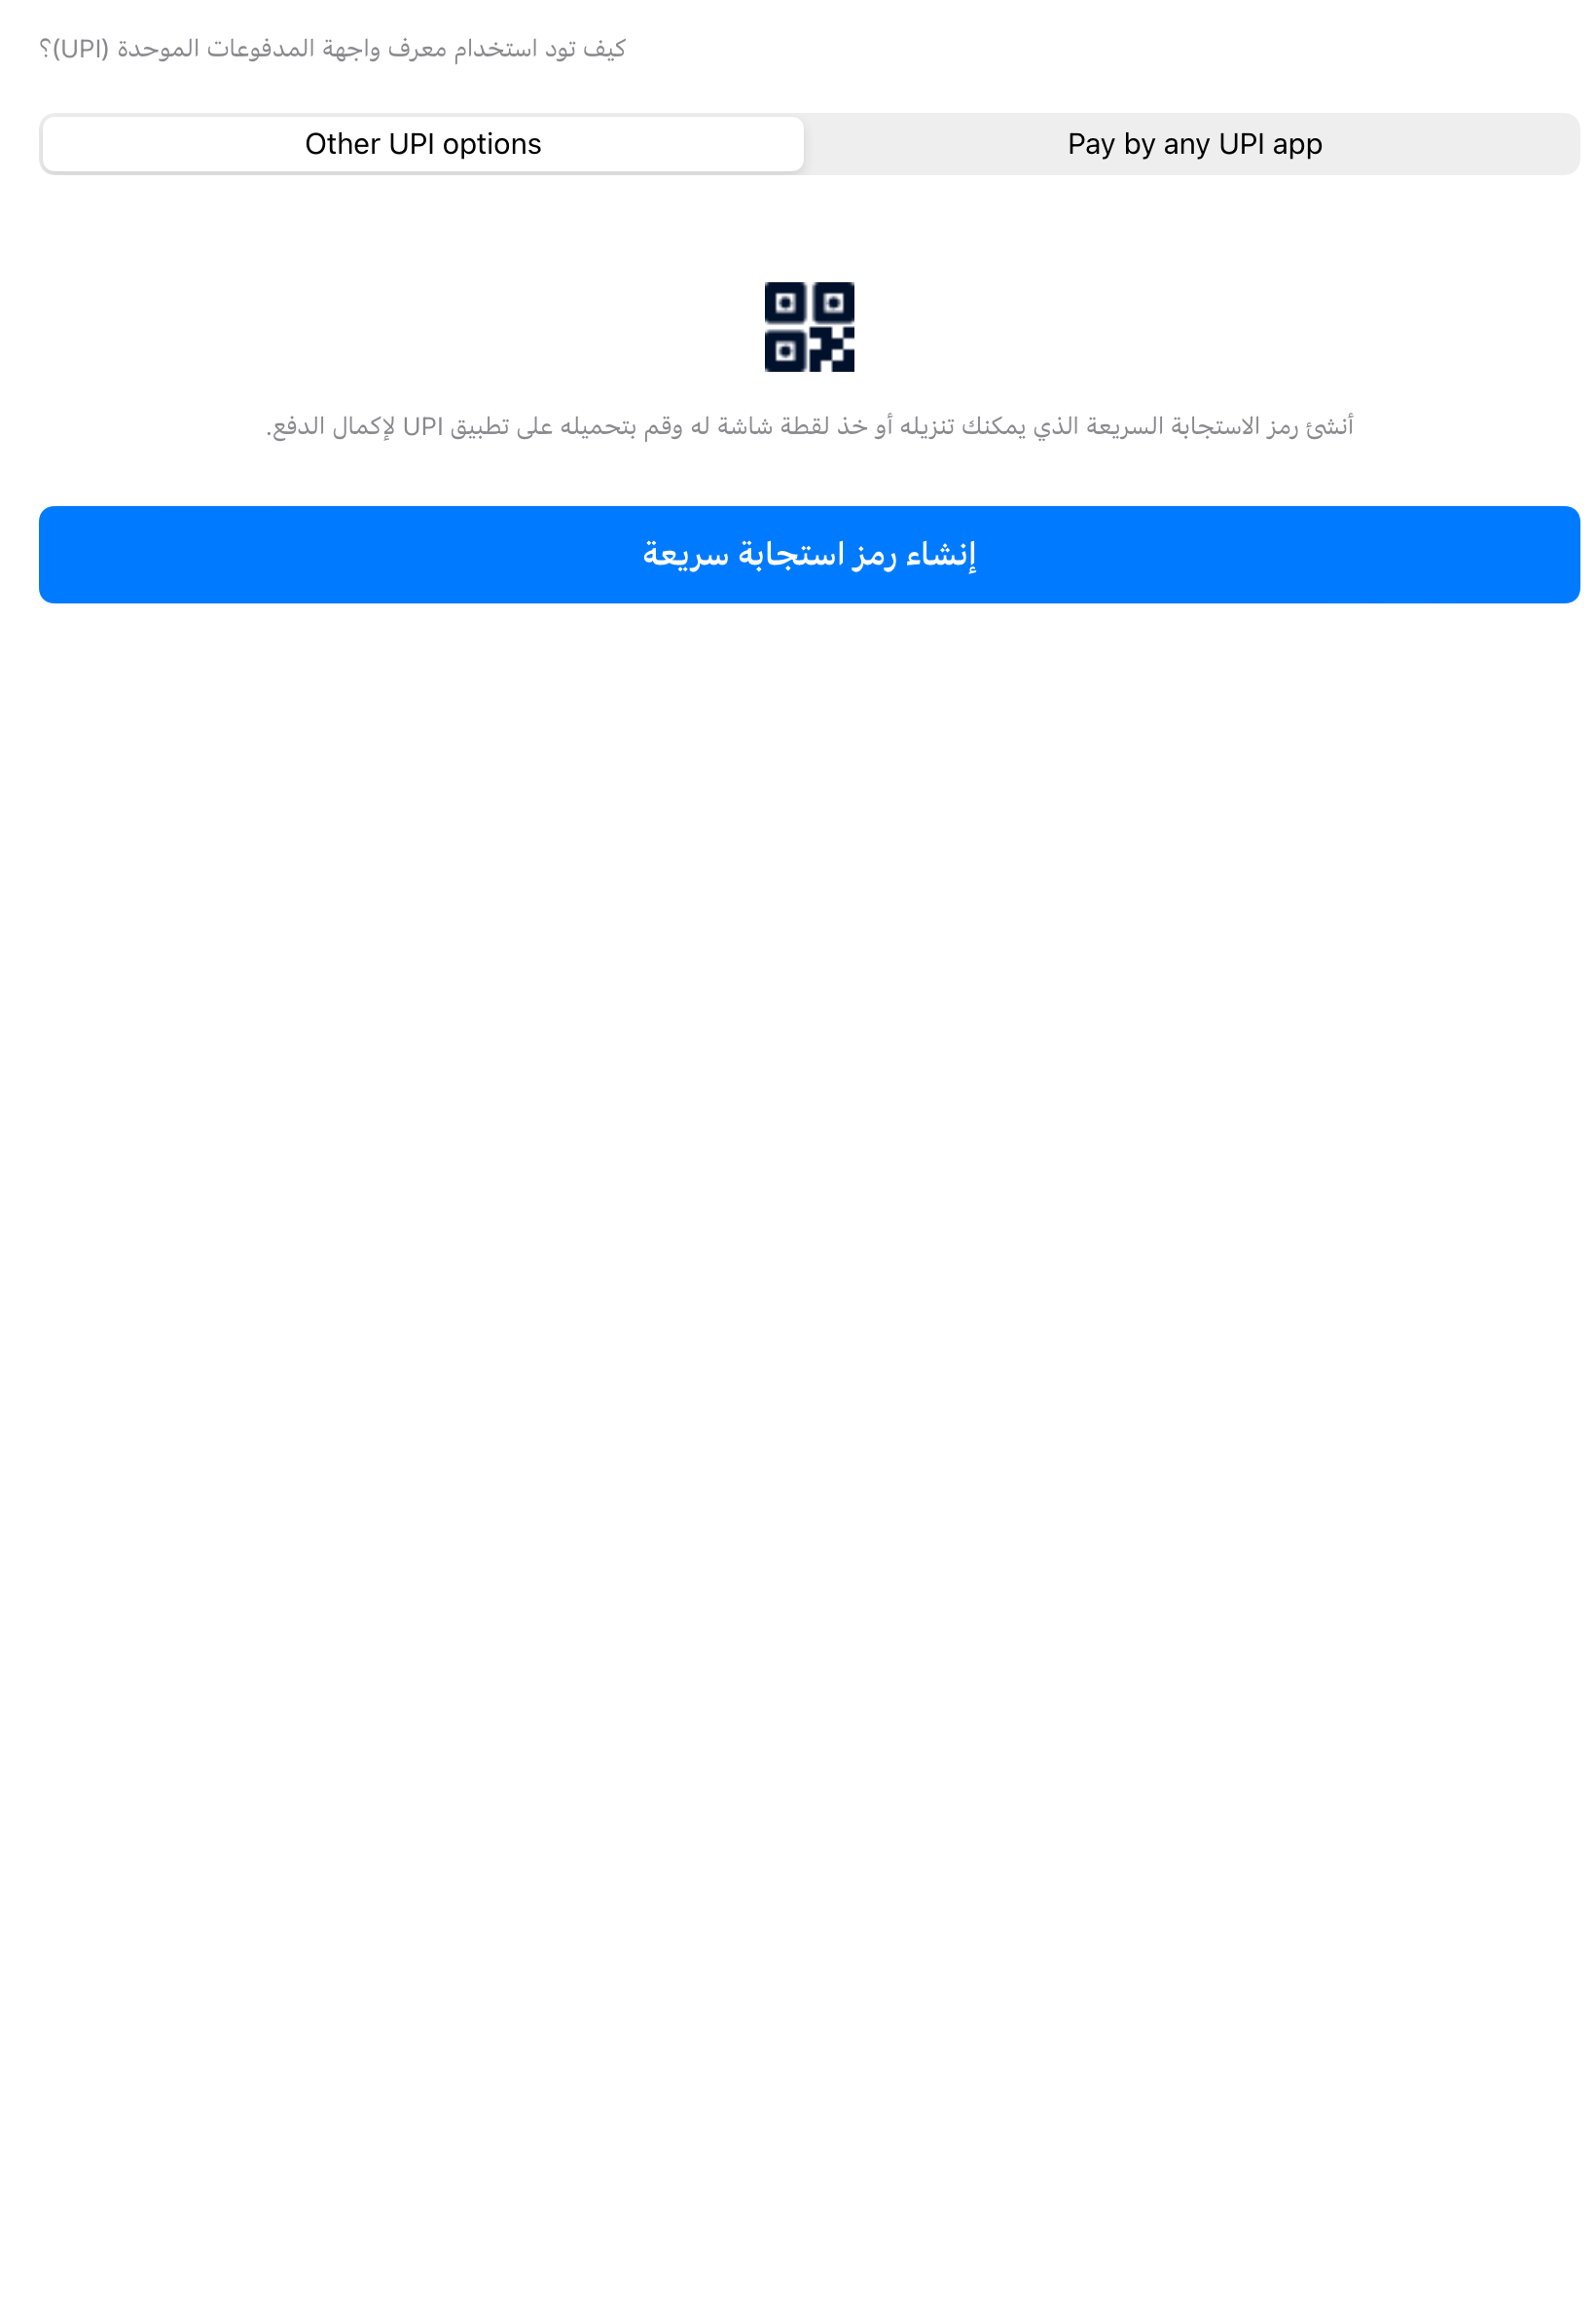 كيف تود استخدام معرف واجهة المدفوعات الموحدة (UPI)؟
Other UPI options
Pay by any UPI app
أنشئ رمز الاستجابة السريعة الذي يمكنك تنزيله أو خذ لقطة شاشة له وقم بتحميله على تطبيق UPI لإكمال الدفع.
إنشاء رمز استجابة سريعة